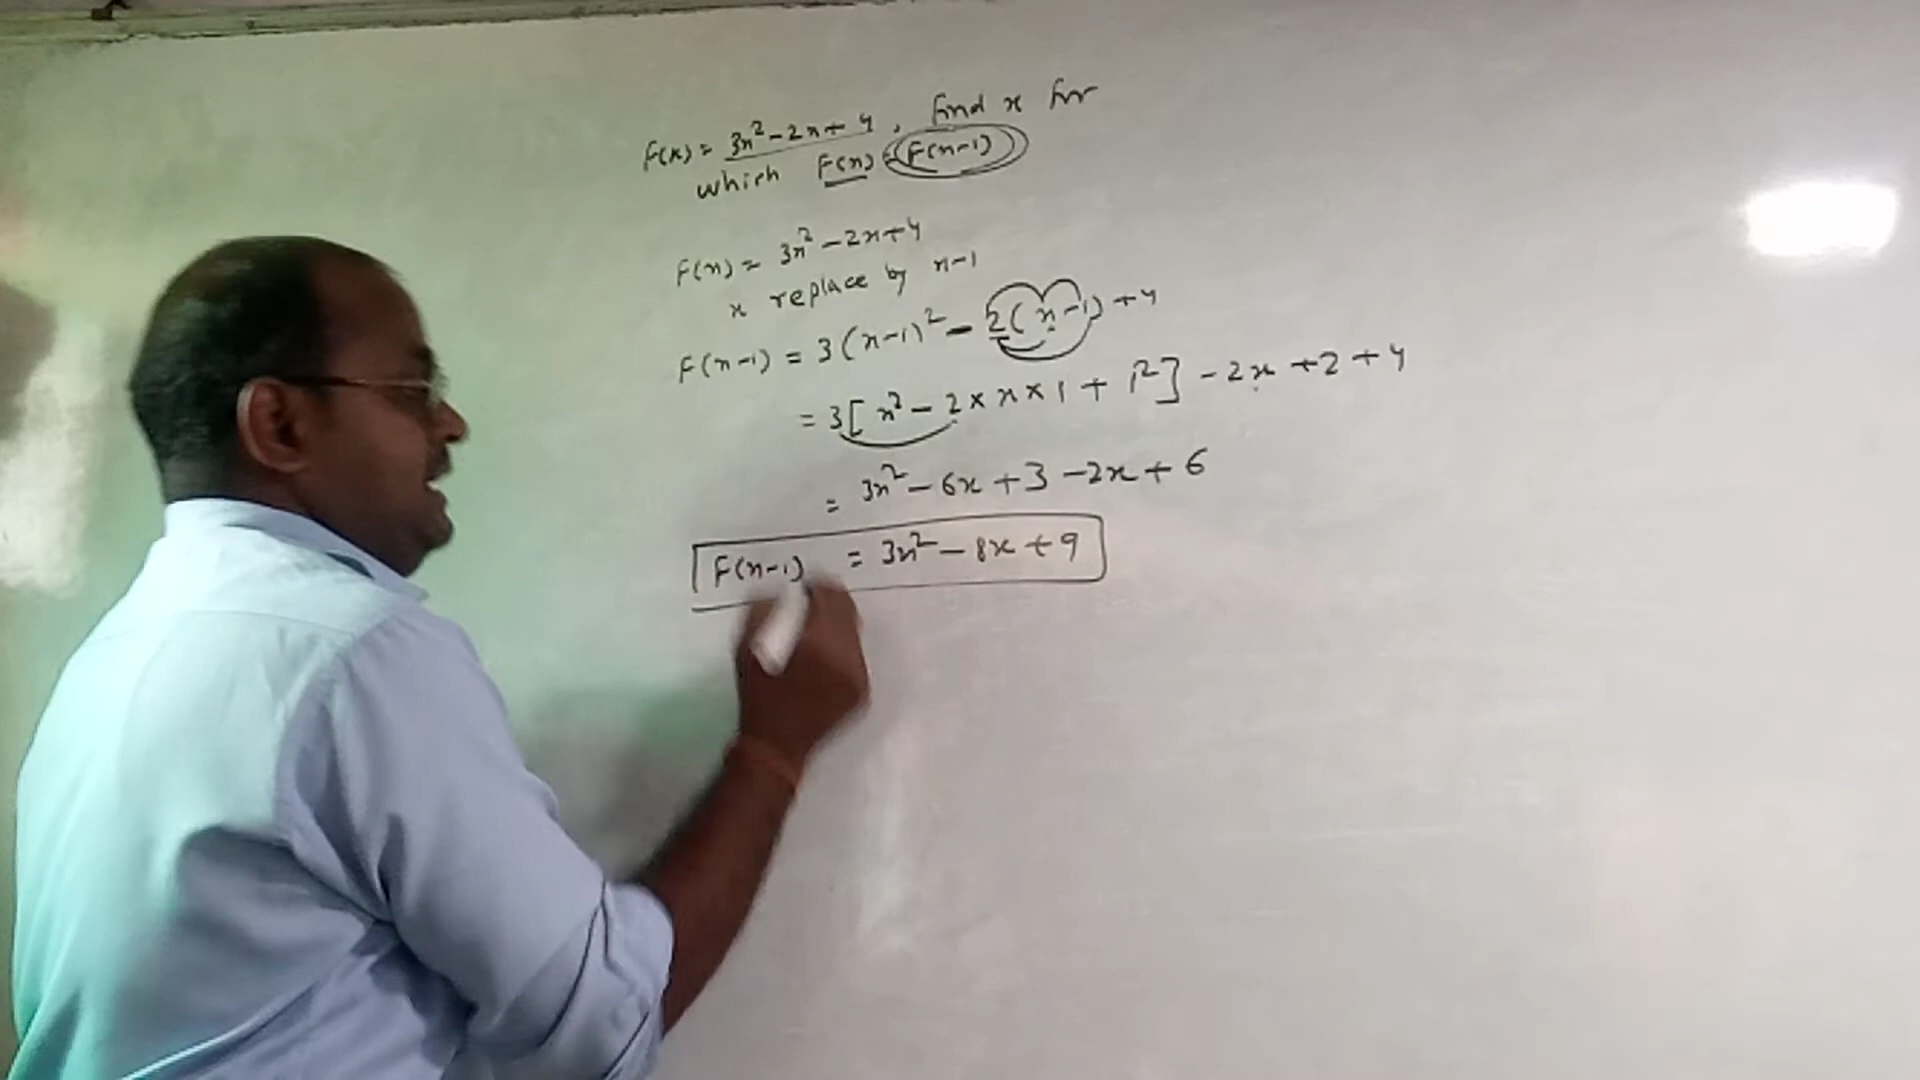 F(x) = 3x² - 2x + 4, find x for
which F(x) = F(x-1)
F(x) = 3x² - 2x + 4
x replace by x-1
F(x-1) = 3(x-1)² - 2(x-1) + 4
= 3[x² - 2 × x × 1 + 1²] - 2x + 2 + 4
= 3x² - 6x + 3 - 2x + 6
F(x-1) = 3x² - 8x + 9